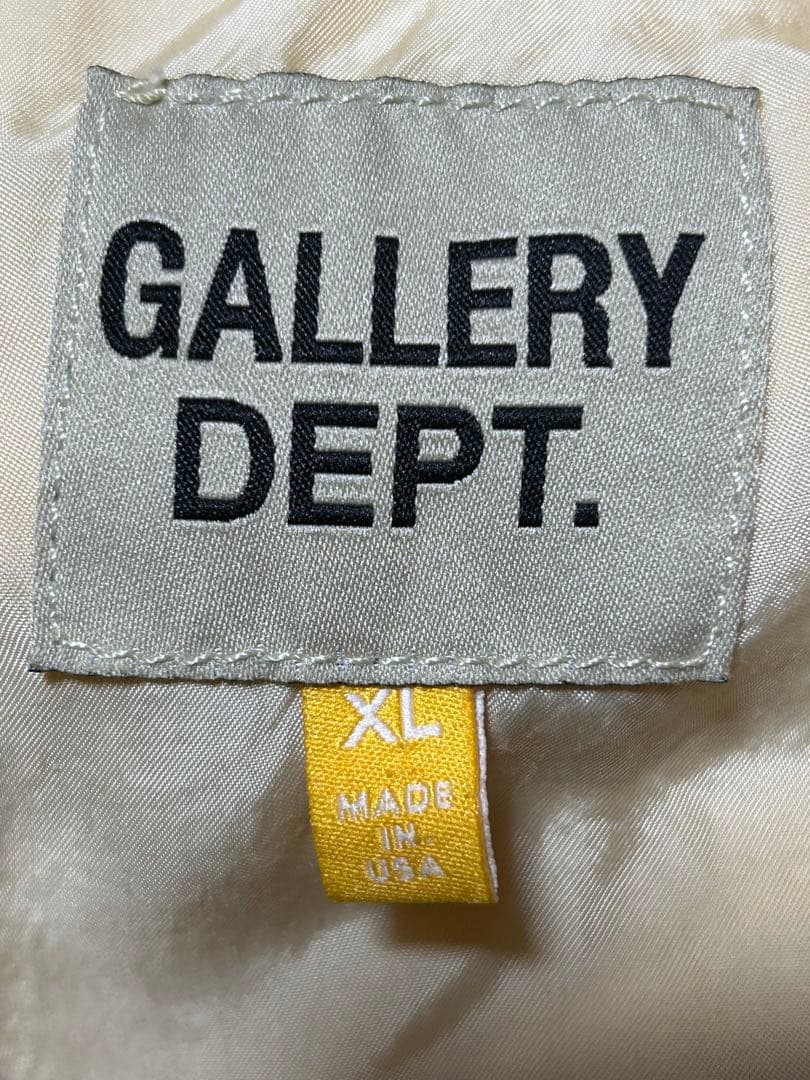 GALLERY
DEPT.
XL
MADE
IN
USA